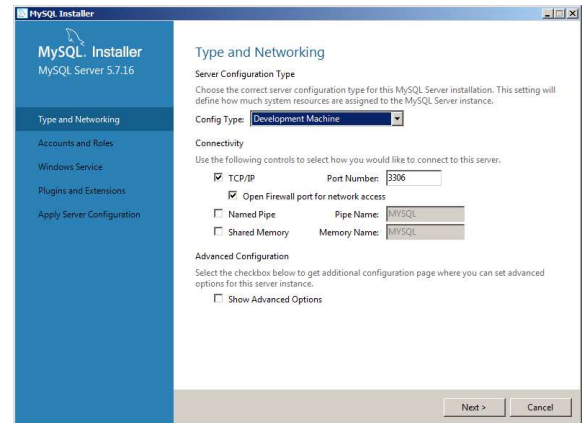 MySQL Installer
MySQL. Installer
MySQL Server 5.7.16
Type and Networking
Accounts and Roles
Windows Service
Plugins and Extensions
Apply Server Configuration
Type and Networking
Server Configuration Type
Choose the correct server configuration type for this MySQL Server installation. This setting will
define how much system resources are assigned to the MySQL Server instance.
Config Type: Development Machine
Connectivity
Use the following controls to select how you would like to connect to this server.
TCP/IP Port Number: 3306
Open Firewall port for network access
Named Pipe Pipe Name: MYSQL
Shared Memory Memory Name: MYSQL
Advanced Configuration
Select the checkbox below to get additional configuration page where you can set advanced
options for this server instance.
Show Advanced Options
Next > Cancel